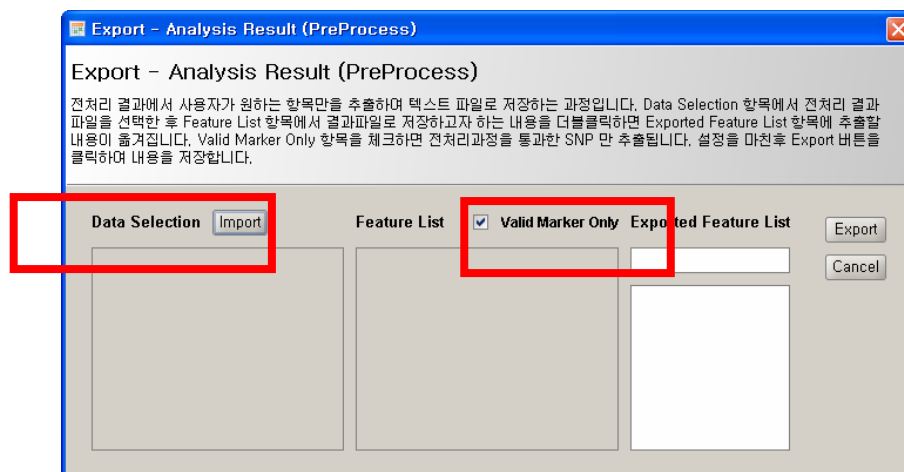 Export - Analysis Result (PreProcess)
Export - Analysis Result (PreProcess)
전처리 결과에서 사용자가 원하는 항목만을 추출하여 텍스트 파일로 저장하는 과정입니다. Data Selection 항목에서 전처리 결과
파일을 선택한 후 Feature List 항목에서 결과파일로 저장하고자 하는 내용을 더블클릭하면 Exported Feature List 항목에 추출할
내용이 옮겨집니다. Valid Marker Only 항목을 체크하면 전처리과정을 통과한 SNP 만 추출됩니다. 설정을 마친후 Export 버튼을
클릭하여 내용을 저장합니다.
Data Selection Import Feature List Valid Marker Only Exported Feature List Export
Cancel